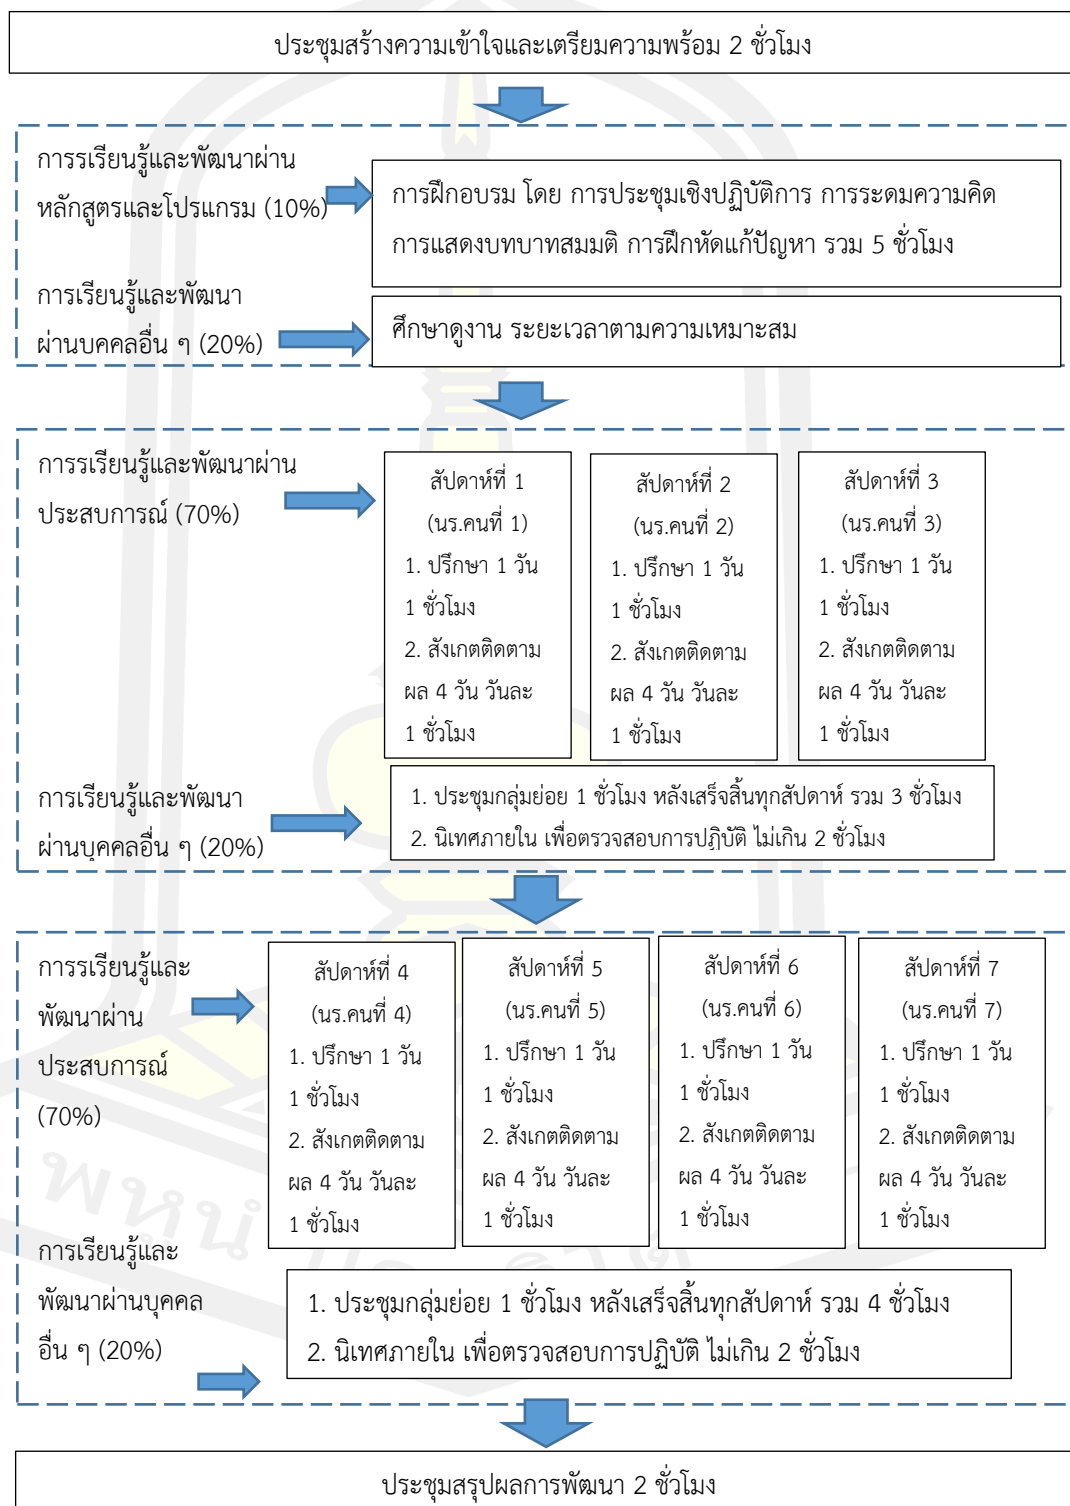 ประชุมสร้างความเข้าใจและเตรียมความพร้อม 2 ชั่วโมง
การรเรียนรู้และพัฒนาผ่าน
หลักสูตรและโปรแกรม (10%)
การฝึกอบรม โดย การประชุมเชิงปฏิบัติการ การระดมความคิด
การแสดงบทบาทสมมติ การฝึกหัดแก้ปัญหา รวม 5 ชั่วโมง
การเรียนรู้และพัฒนา
ผ่านบุคคลอื่น ๆ (20%)
ศึกษาดูงาน ระยะเวลาตามความเหมาะสม
การรเรียนรู้และพัฒนาผ่าน
ประสบการณ์ (70%)
สัปดาห์ที่ 1
(นร.คนที่ 1)
1. ปรึกษา 1 วัน
1 ชั่วโมง
2. สังเกตติดตาม
ผล 4 วัน วันละ
1 ชั่วโมง
สัปดาห์ที่ 2
(นร.คนที่ 2)
1. ปรึกษา 1 วัน
1 ชั่วโมง
2. สังเกตติดตาม
ผล 4 วัน วันละ
1 ชั่วโมง
สัปดาห์ที่ 3
(นร.คนที่ 3)
1. ปรึกษา 1 วัน
1 ชั่วโมง
2. สังเกตติดตาม
ผล 4 วัน วันละ
1 ชั่วโมง
การเรียนรู้และพัฒนา
ผ่านบุคคลอื่น ๆ (20%)
1. ประชุมกลุ่มย่อย 1 ชั่วโมง หลังเสร็จสิ้นทุกสัปดาห์ รวม 3 ชั่วโมง
2. นิเทศภายใน เพื่อตรวจสอบการปฏิบัติ ไม่เกิน 2 ชั่วโมง
การรเรียนรู้และ
พัฒนาผ่าน
ประสบการณ์
(70%)
สัปดาห์ที่ 4
(นร.คนที่ 4)
1. ปรึกษา 1 วัน
1 ชั่วโมง
2. สังเกตติดตาม
ผล 4 วัน วันละ
1 ชั่วโมง
สัปดาห์ที่ 5
(นร.คนที่ 5)
1. ปรึกษา 1 วัน
1 ชั่วโมง
2. สังเกตติดตาม
ผล 4 วัน วันละ
1 ชั่วโมง
สัปดาห์ที่ 6
(นร.คนที่ 6)
1. ปรึกษา 1 วัน
1 ชั่วโมง
2. สังเกตติดตาม
ผล 4 วัน วันละ
1 ชั่วโมง
สัปดาห์ที่ 7
(นร.คนที่ 7)
1. ปรึกษา 1 วัน
1 ชั่วโมง
2. สังเกตติดตาม
ผล 4 วัน วันละ
1 ชั่วโมง
การเรียนรู้และ
พัฒนาผ่านบุคคล
อื่น ๆ (20%)
1. ประชุมกลุ่มย่อย 1 ชั่วโมง หลังเสร็จสิ้นทุกสัปดาห์ รวม 4 ชั่วโมง
2. นิเทศภายใน เพื่อตรวจสอบการปฏิบัติ ไม่เกิน 2 ชั่วโมง
ประชุมสรุปผลการพัฒนา 2 ชั่วโมง